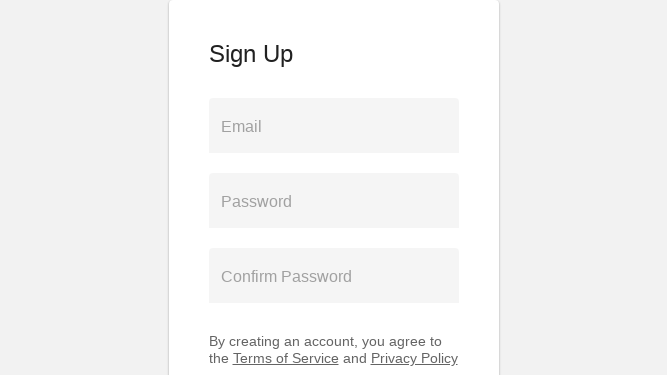 Sign Up
Email
Password
Confirm Password
By creating an account, you agree to
the Terms of Service and Privacy Policy